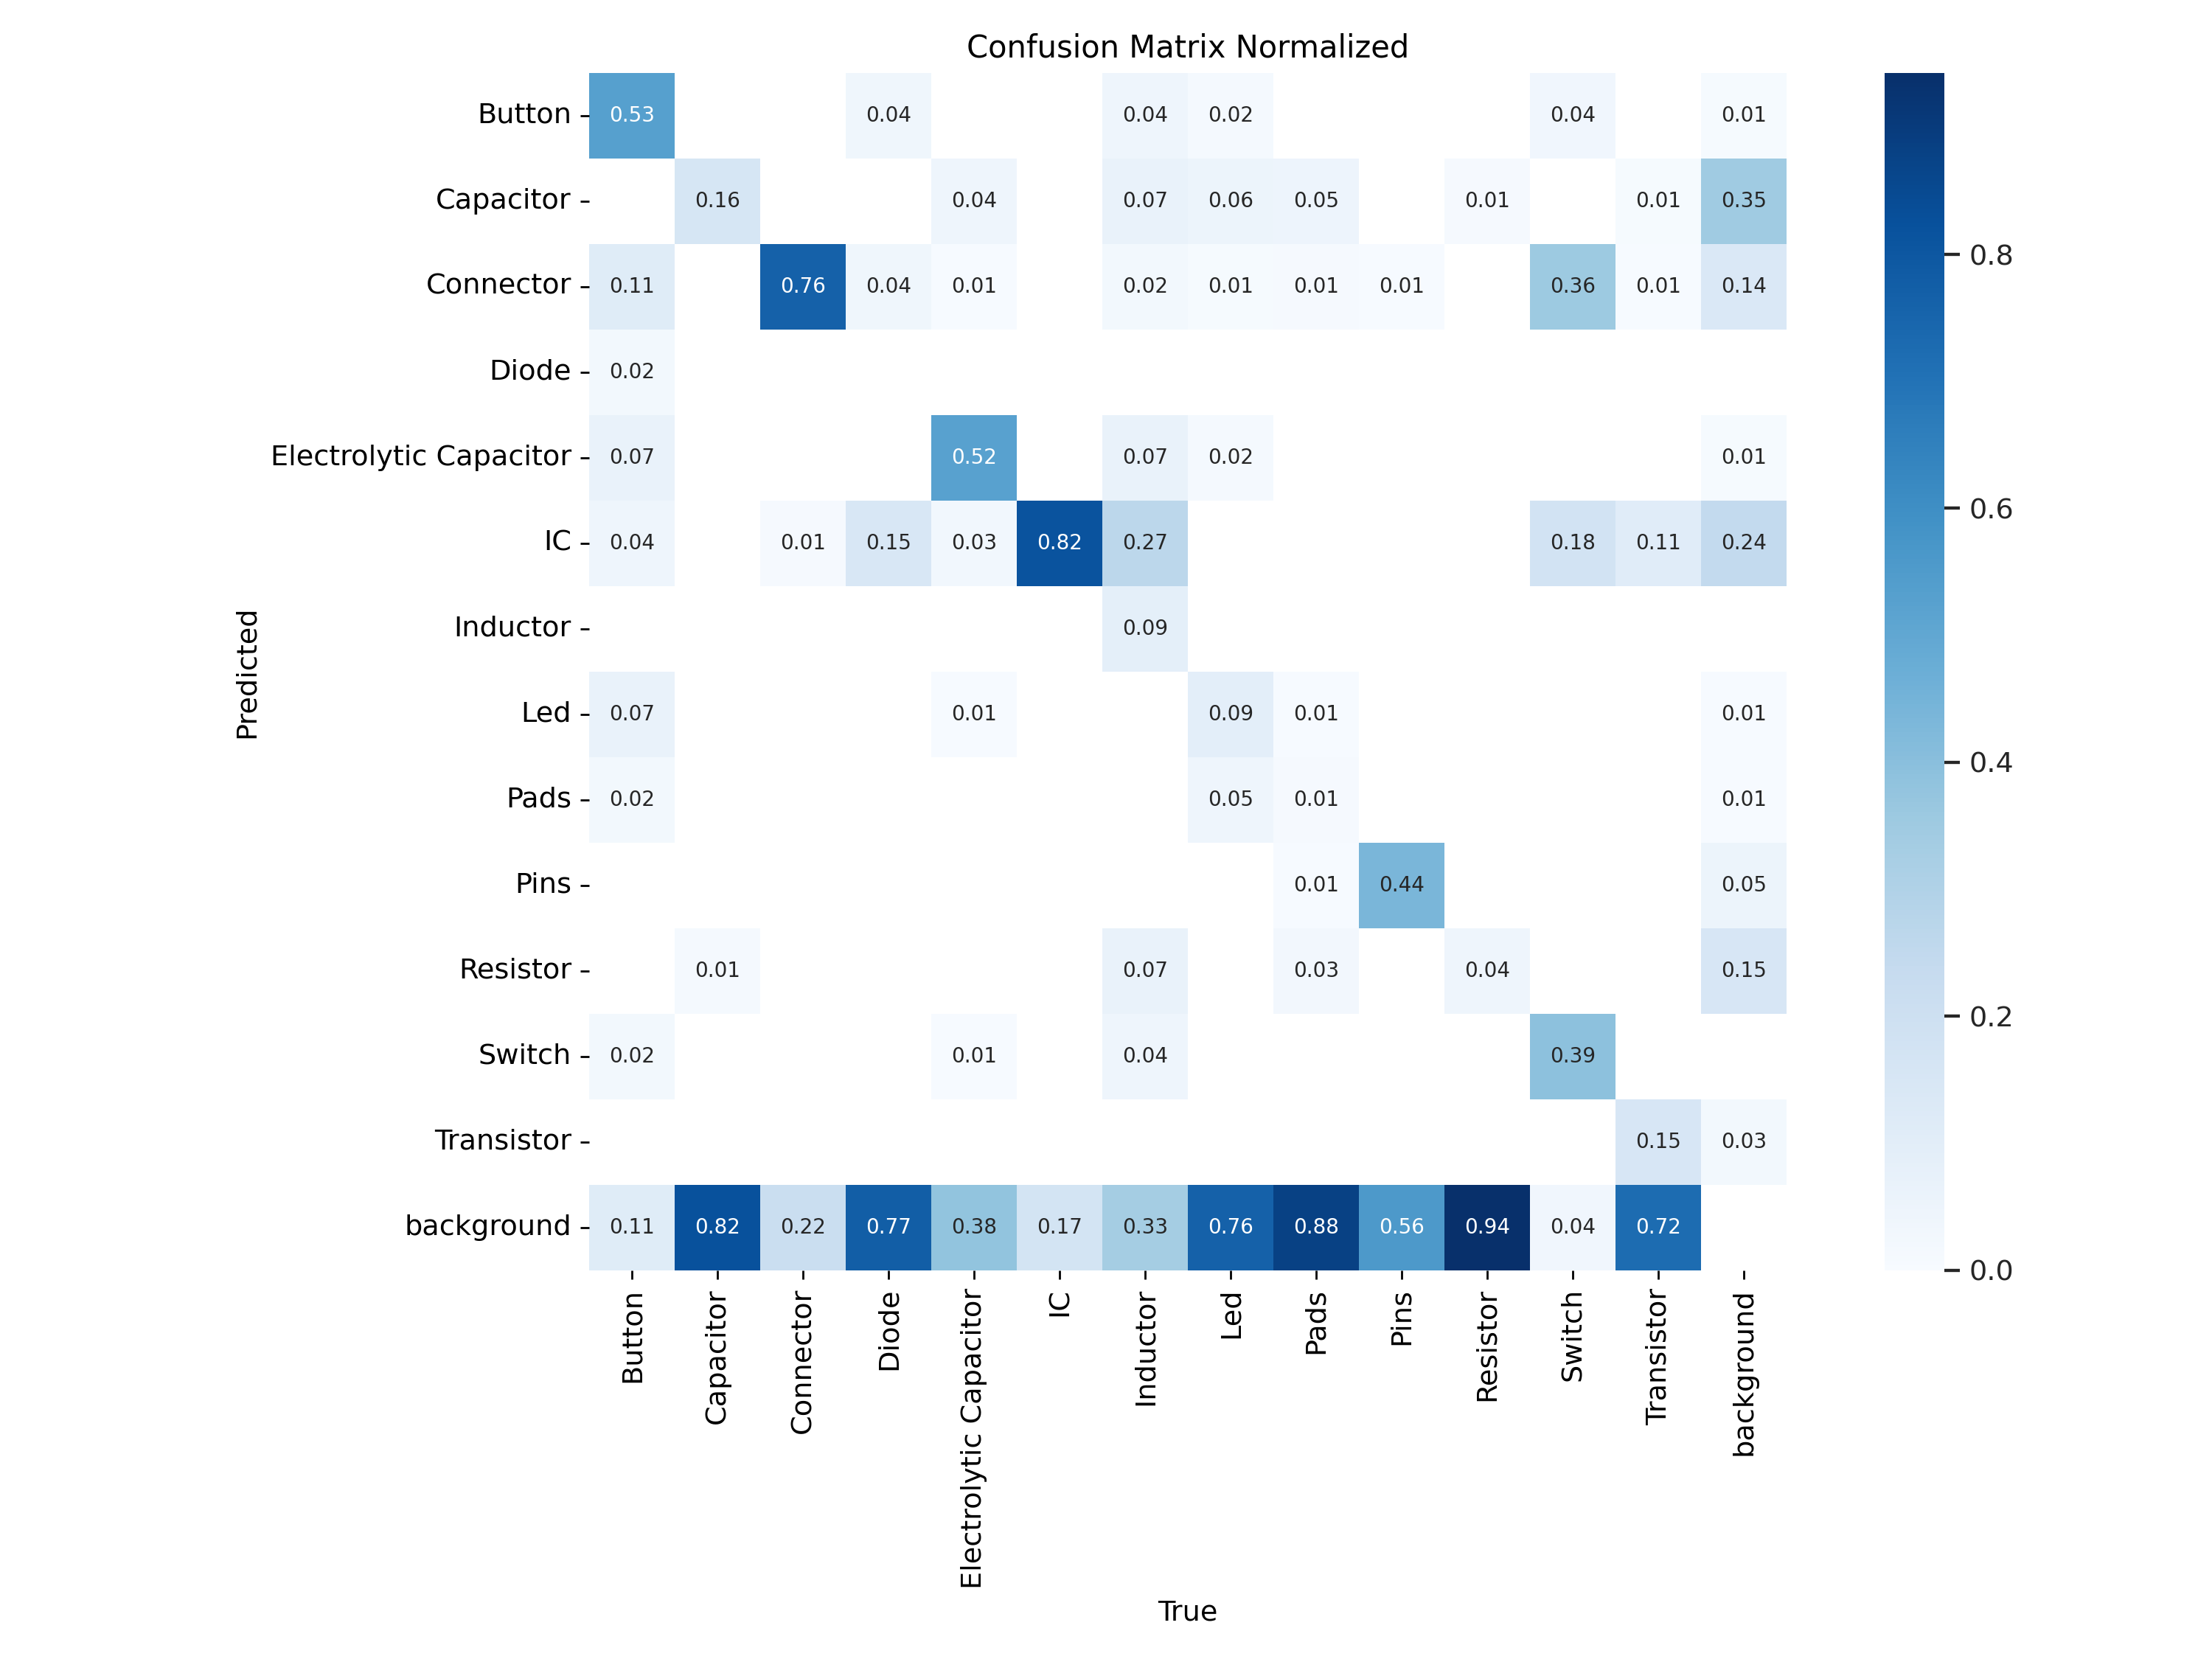 Confusion Matrix Normalized
Button 0.53 0.04 0.04 0.02 0.04 0.01
Capacitor 0.16 0.04 0.07 0.06 0.05 0.01 0.01 0.35
Connector 0.11 0.76 0.04 0.01 0.02 0.01 0.01 0.01 0.36 0.01 0.14
Diode 0.02
Electrolytic Capacitor 0.07 0.52 0.07 0.02 0.01
IC 0.04 0.01 0.15 0.03 0.82 0.27 0.18 0.11 0.24
Inductor 0.09
Led 0.07 0.01 0.09 0.01 0.01
Pads 0.02 0.05 0.01 0.01
Pins 0.01 0.44 0.05
Resistor 0.01 0.07 0.03 0.04 0.15
Switch 0.02 0.01 0.04 0.39
Transistor 0.15 0.03
background 0.11 0.82 0.22 0.77 0.38 0.17 0.33 0.76 0.88 0.56 0.94 0.04 0.72
Predicted
Button Capacitor Connector Diode Electrolytic Capacitor IC Inductor Led Pads Pins Resistor Switch Transistor background
True
0.8
0.6
0.4
0.2
0.0